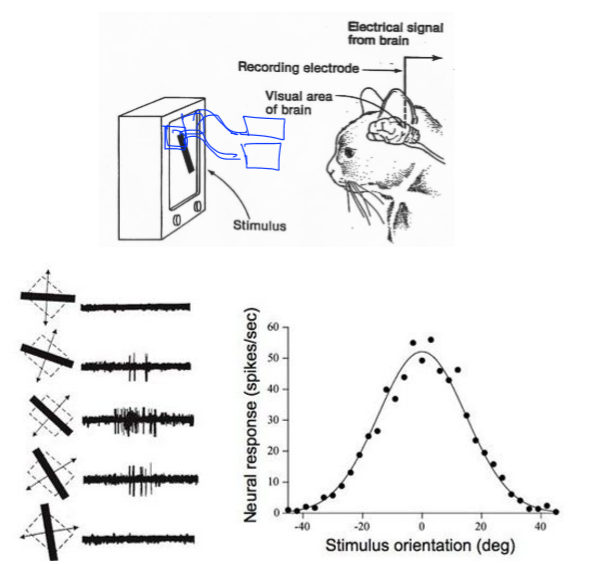 Electrical signal
from brain
Recording electrode
Visual area
of brain
Stimulus
Neural response (spikes/sec)
60
50
40
30
20
10
0
-40
-20
0
20
40
Stimulus orientation (deg)